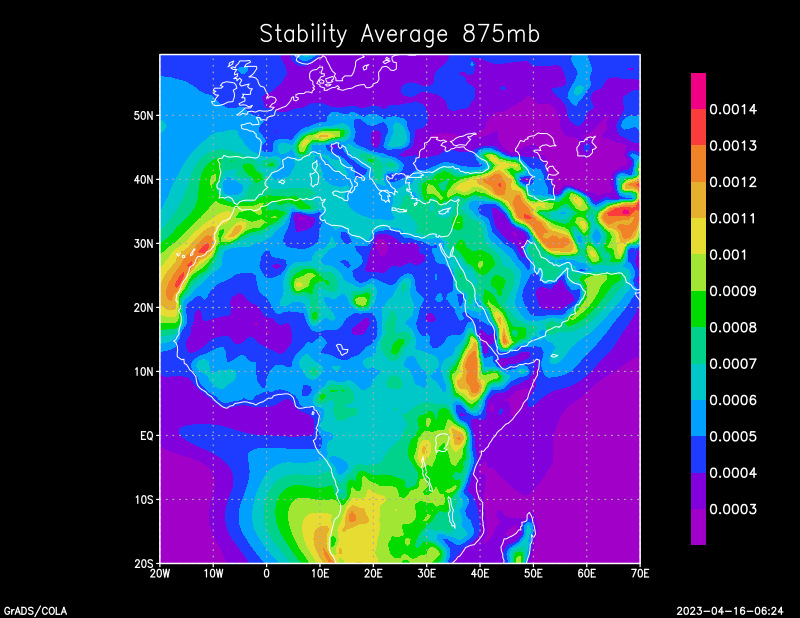 Stability Average 875mb
50N
40N
30N
20N
10N
EQ
10S
20S
20W 10W 0 10E 20E 30E 40E 50E 60E 70E
0.0014
0.0013
0.0012
0.0011
0.001
0.0009
0.0008
0.0007
0.0006
0.0005
0.0004
0.0003
GrADS/COLA
2023-04-16-06:24